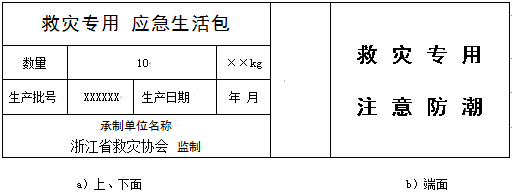 救灾专用 应急生活包
数量 10 ××kg
生产批号 XXXXXX 生产日期 年 月
承制单位名称
浙江省救灾协会 监制
救 灾 专 用
注 意 防 潮
a）上、下面 b）端面